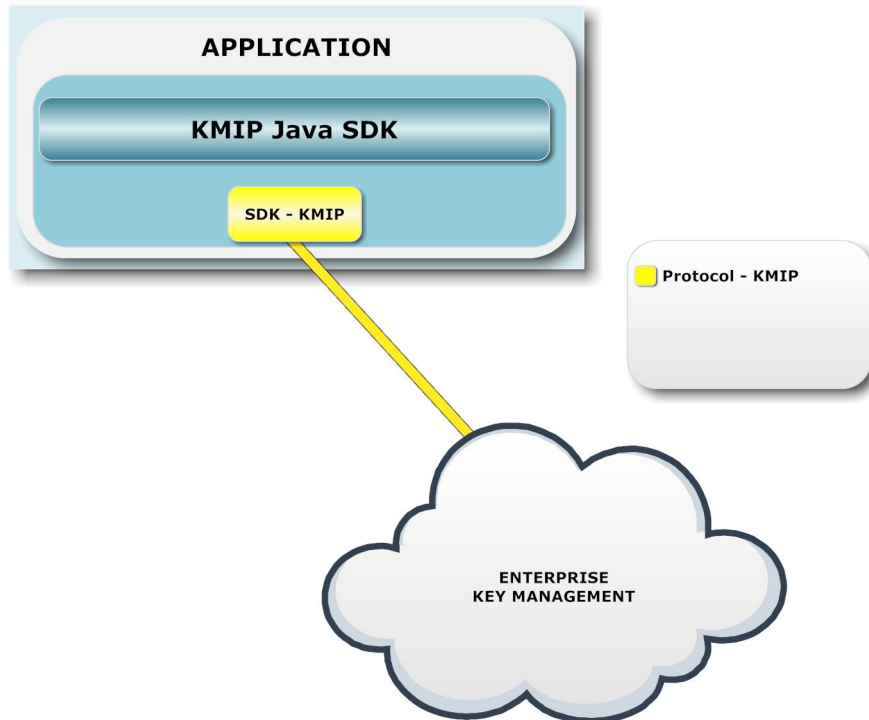 APPLICATION
KMIP Java SDK
SDK - KMIP
Protocol - KMIP
ENTERPRISE
KEY MANAGEMENT